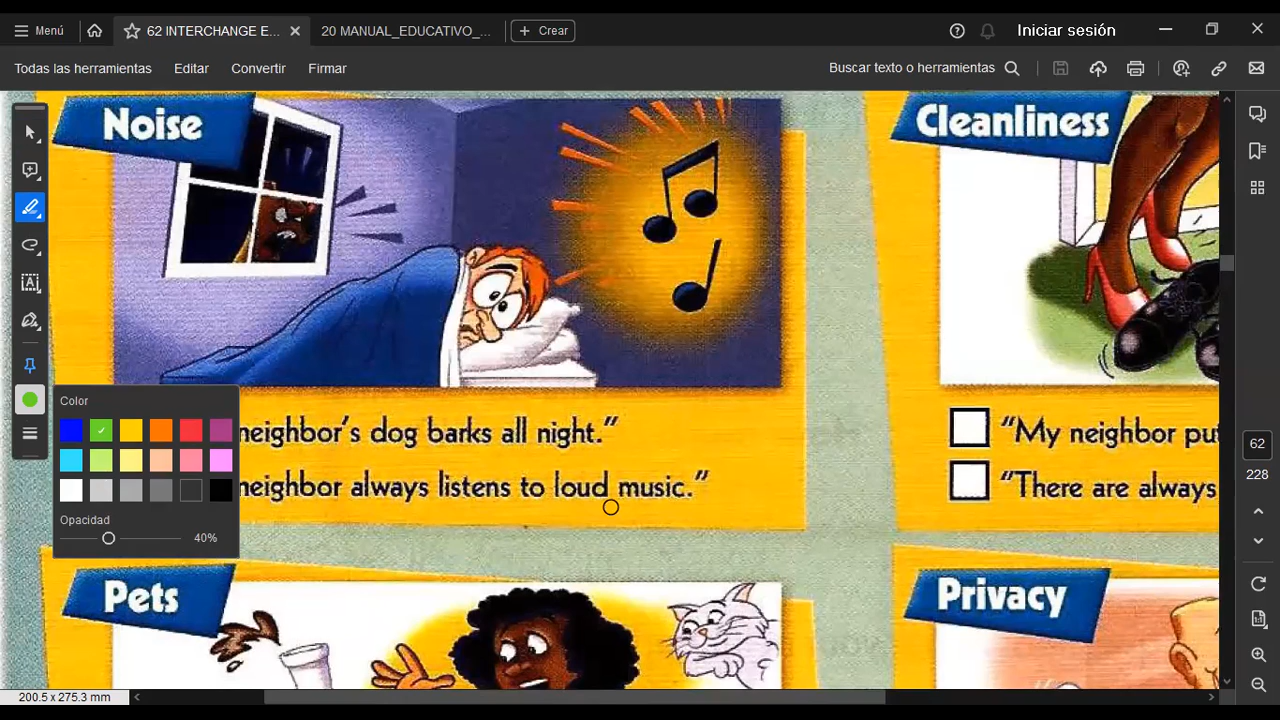 Menú
62 INTERCHANGE E...
20 MANUAL_EDUCATIVO_...
Crear
Iniciar sesión
Todas las herramientas
Editar
Convertir
Firmar
Buscar texto o herramientas
Noise
Cleanliness
Color
neighbor's dog barks all night."
"My neighbor pu
neighbor always listens to loud music."
"There are always
Opacidad
40%
Pets
Privacy
62
228
200.5 x 275.3 mm